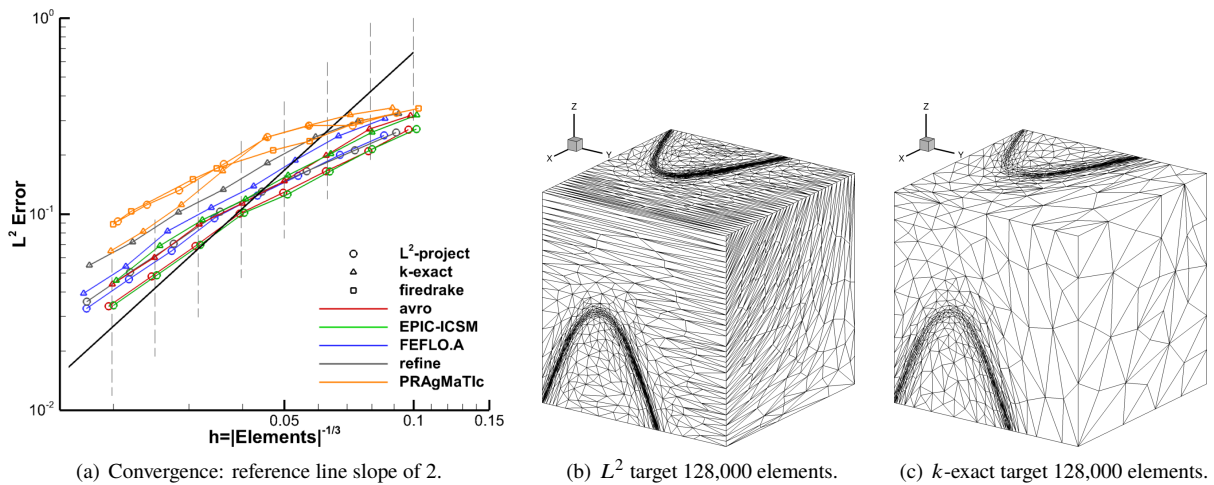 10⁰
10⁻¹
10⁻²
L² Error
0.05
0.1
0.15
h=|Elements|⁻¹/³
L²-project
k-exact
firedrake
avro
EPIC-ICSM
FEFLO.A
refine
PRAgMaTIc
(a) Convergence: reference line slope of 2.
Z
X
Y
(b) L² target 128,000 elements.
Z
X
Y
(c) k-exact target 128,000 elements.